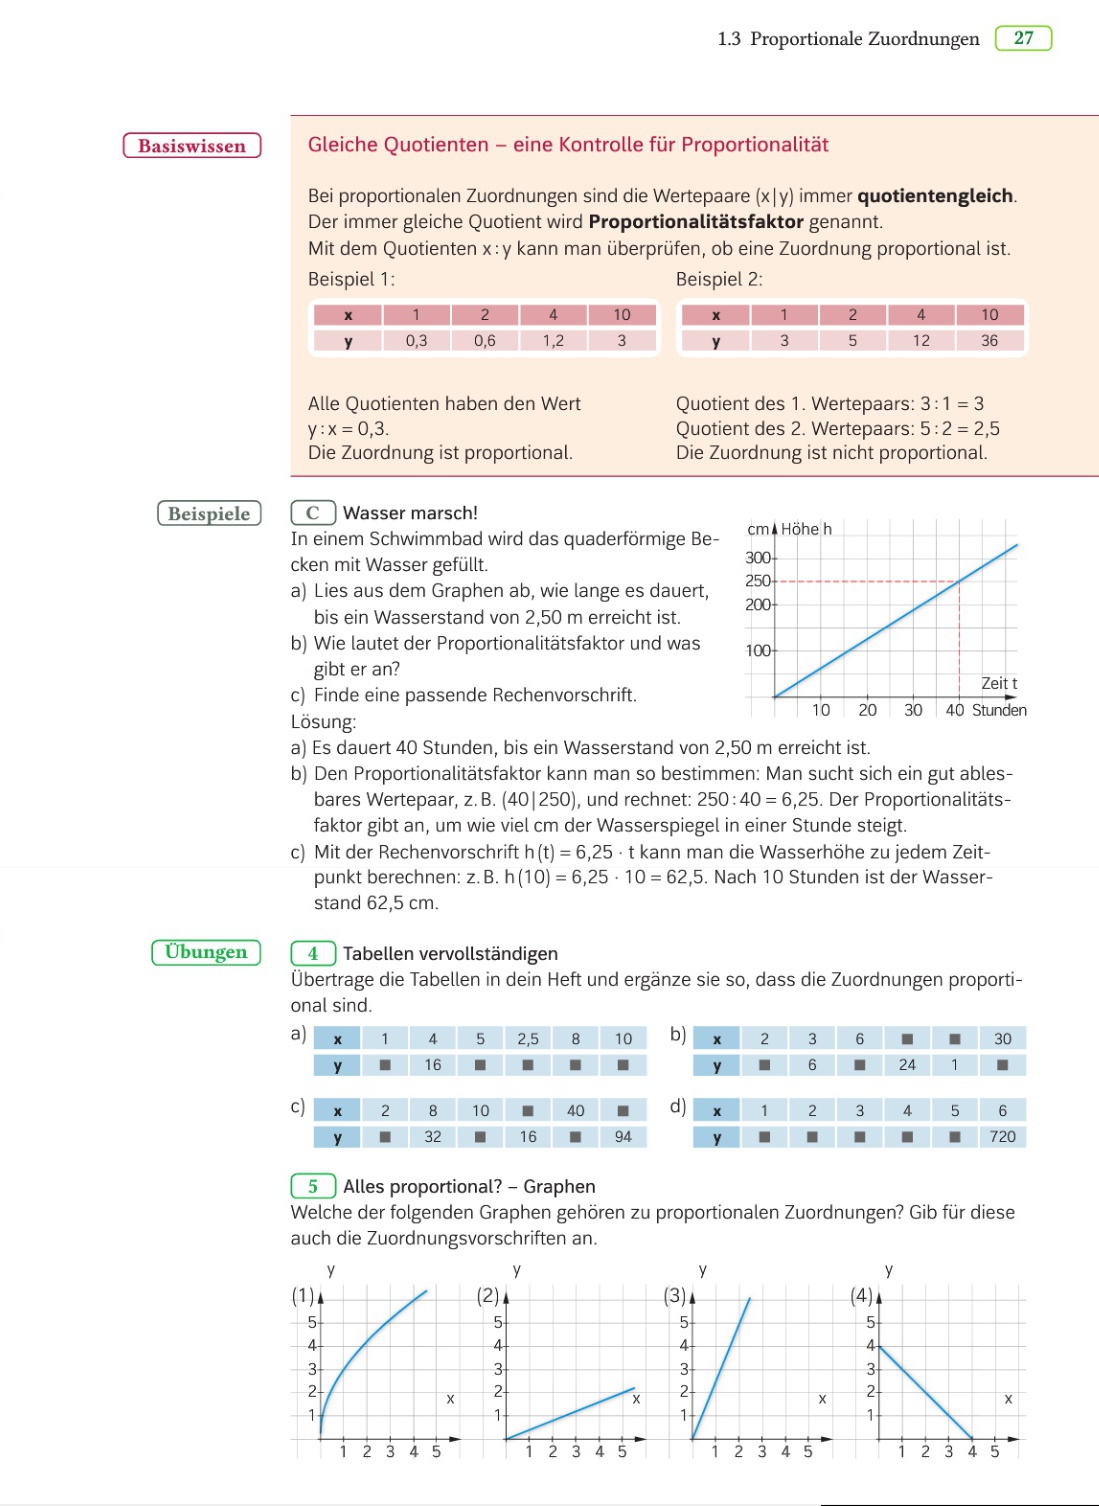 1.3 Proportionale Zuordnungen 27
Basiswissen
Gleiche Quotienten – eine Kontrolle für Proportionalität
Bei proportionalen Zuordnungen sind die Wertepaare (x|y) immer quotientengleich.
Der immer gleiche Quotient wird Proportionalitätsfaktor genannt.
Mit dem Quotienten x : y kann man überprüfen, ob eine Zuordnung proportional ist.
Beispiel 1:
x 1 2 4 10
y 0,3 0,6 1,2 3
Alle Quotienten haben den Wert
y : x = 0,3.
Die Zuordnung ist proportional.
Beispiel 2:
x 1 2 4 10
y 3 5 12 36
Quotient des 1. Wertepaars: 3 : 1 = 3
Quotient des 2. Wertepaars: 5 : 2 = 2,5
Die Zuordnung ist nicht proportional.
Beispiele
C Wasser marsch!
In einem Schwimmbad wird das quaderförmige Be-
cken mit Wasser gefüllt.
a) Lies aus dem Graphen ab, wie lange es dauert,
bis ein Wasserstand von 2,50 m erreicht ist.
b) Wie lautet der Proportionalitätsfaktor und was
gibt er an?
c) Finde eine passende Rechenvorschrift.
cm Höhe h
300
250
200
100
Zeit t
10 20 30 40 Stunden
Lösung:
a) Es dauert 40 Stunden, bis ein Wasserstand von 2,50 m erreicht ist.
b) Den Proportionalitätsfaktor kann man so bestimmen: Man sucht sich ein gut ables-
bares Wertepaar, z. B. (40|250), und rechnet: 250 : 40 = 6,25. Der Proportionalitäts-
faktor gibt an, um wie viel cm der Wasserspiegel in einer Stunde steigt.
c) Mit der Rechenvorschrift h (t) = 6,25 · t kann man die Wasserhöhe zu jedem Zeit-
punkt berechnen: z. B. h (10) = 6,25 · 10 = 62,5. Nach 10 Stunden ist der Wasser-
stand 62,5 cm.
Übungen
4 Tabellen vervollständigen
Übertrage die Tabellen in dein Heft und ergänze sie so, dass die Zuordnungen proporti-
onal sind.
a) x 1 4 5 2,5 8 10
y ■ 16 ■ ■ ■ ■
b) x 2 3 6 ■ ■ 30
y ■ 6 ■ 24 1 ■
c) x 2 8 10 ■ 40 ■
y ■ 32 ■ 16 ■ 94
d) x 1 2 3 4 5 6
y ■ ■ ■ ■ ■ 720
5 Alles proportional? – Graphen
Welche der folgenden Graphen gehören zu proportionalen Zuordnungen? Gib für diese
auch die Zuordnungsvorschriften an.
y
(1)
5
4
3
2
1
x
1 2 3 4 5
y
(2)
5
4
3
2
1
x
1 2 3 4 5
y
(3)
5
4
3
2
1
x
1 2 3 4 5
y
(4)
5
4
3
2
1
x
1 2 3 4 5